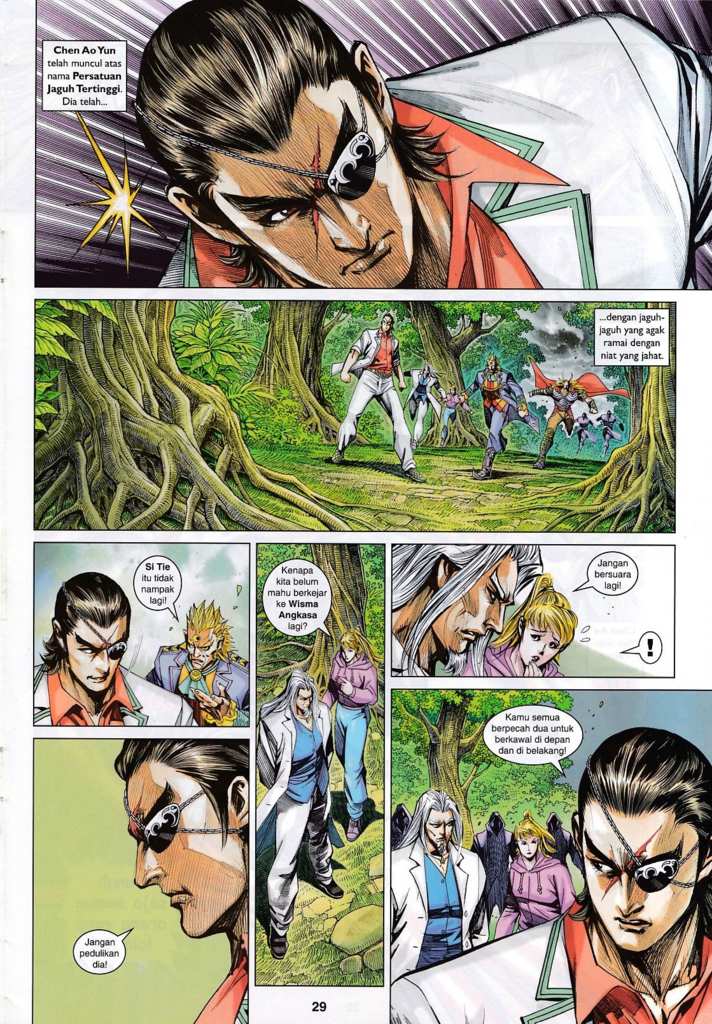 Chen Ao Yun
telah muncul atas
nama Persatuan
Jaguh Tertinggi.
Dia telah...
...dengan jaguh-
jaguh yang agak
ramai dengan
niat yang jahat.
Si Tie
itu tidak
nampak
lagi!
Jangan
pedulikan
dia!
Kenapa
kita belum
mahu berkejar
ke Wisma
Angkasa
lagi?
Jangan
bersuara
lagi!
!
Kamu semua
berpecah dua untuk
berkawal di depan
dan di belakang!
29